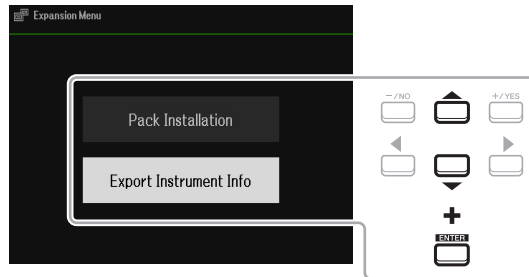 Expansion Menu
Pack Installation
Export Instrument Info
-/NO
+/YES
+
ENTER